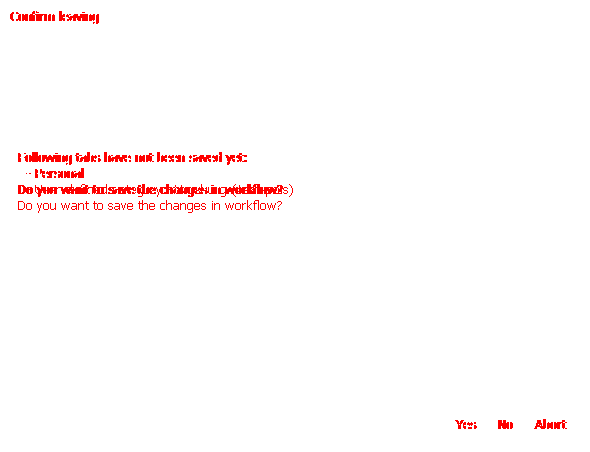 Confirm leaving
Following tabs have not been saved yet:
- Personal
Do you want to save the changes in workflow?
Do you want to save the changes in workflow?
Yes No Abort